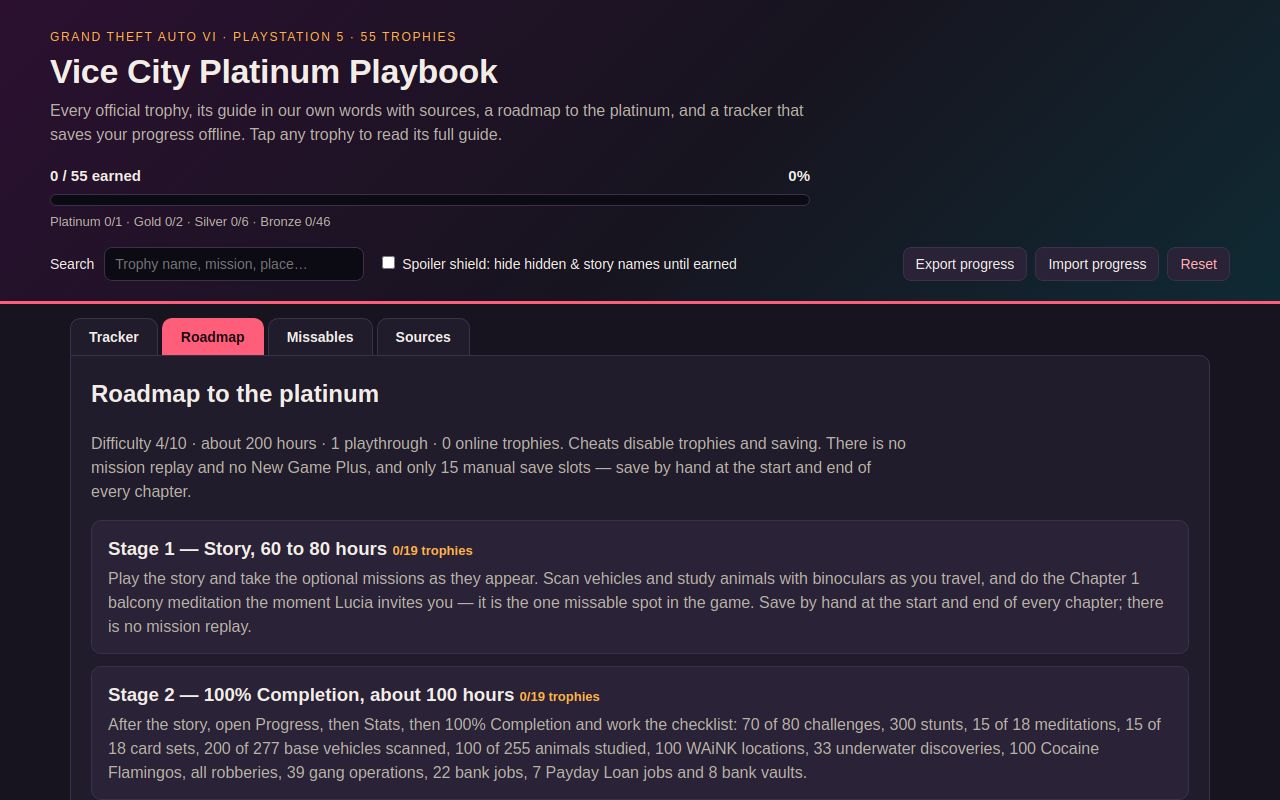 GRAND THEFT AUTO VI · PLAYSTATION 5 · 55 TROPHIES
Vice City Platinum Playbook
Every official trophy, its guide in our own words with sources, a roadmap to the platinum, and a tracker that
saves your progress offline. Tap any trophy to read its full guide.
0 / 55 earned 0%
Platinum 0/1 · Gold 0/2 · Silver 0/6 · Bronze 0/46
Search Trophy name, mission, place… Spoiler shield: hide hidden & story names until earned Export progress Import progress Reset
Tracker Roadmap Missables Sources
Roadmap to the platinum
Difficulty 4/10 · about 200 hours · 1 playthrough · 0 online trophies. Cheats disable trophies and saving. There is no
mission replay and no New Game Plus, and only 15 manual save slots — save by hand at the start and end of
every chapter.
Stage 1 — Story, 60 to 80 hours 0/19 trophies
Play the story and take the optional missions as they appear. Scan vehicles and study animals with binoculars as you travel, and do the Chapter 1
balcony meditation the moment Lucia invites you — it is the one missable spot in the game. Save by hand at the start and end of every chapter; there
is no mission replay.
Stage 2 — 100% Completion, about 100 hours 0/19 trophies
After the story, open Progress, then Stats, then 100% Completion and work the checklist: 70 of 80 challenges, 300 stunts, 15 of 18 meditations, 15 of
18 card sets, 200 of 277 base vehicles scanned, 100 of 255 animals studied, 100 WAiNK locations, 33 underwater discoveries, 100 Cocaine
Flamingos, all robberies, 39 gang operations, 22 bank jobs, 7 Payday Loan jobs and 8 bank vaults.